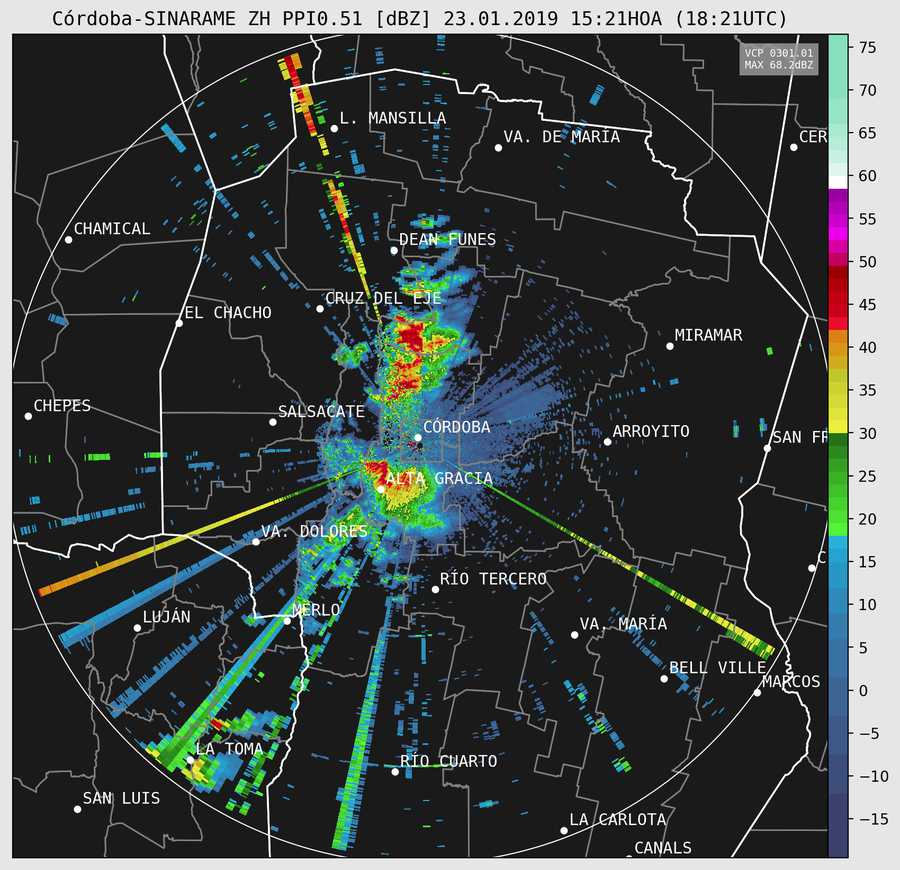 Córdoba-SINARAME ZH PPI0.51 [dBZ] 23.01.2019 15:21HOA (18:21UTC)
VCP 0301.01
MAX 68.2dBZ
L. MANSILLA
VA. DE MARIA
CER
CHAMICAL
DEAN FUNES
CRUZ DEL EJE
EL CHACHO
MIRAMAR
CHEPES
SALSACATE
CÓRDOBA
ARROYITO
SAN FR
ALTA GRACIA
VA. DOLORES
C
RÍO TERCERO
LUJÁN
MERLO
VA. MARÍA
BELL VILLE
MARCOS
LA TOMA
RÍO CUARTO
SAN LUIS
LA CARLOTA
CANALS
75
70
65
60
55
50
45
40
35
30
25
20
15
10
5
0
−5
−10
−15